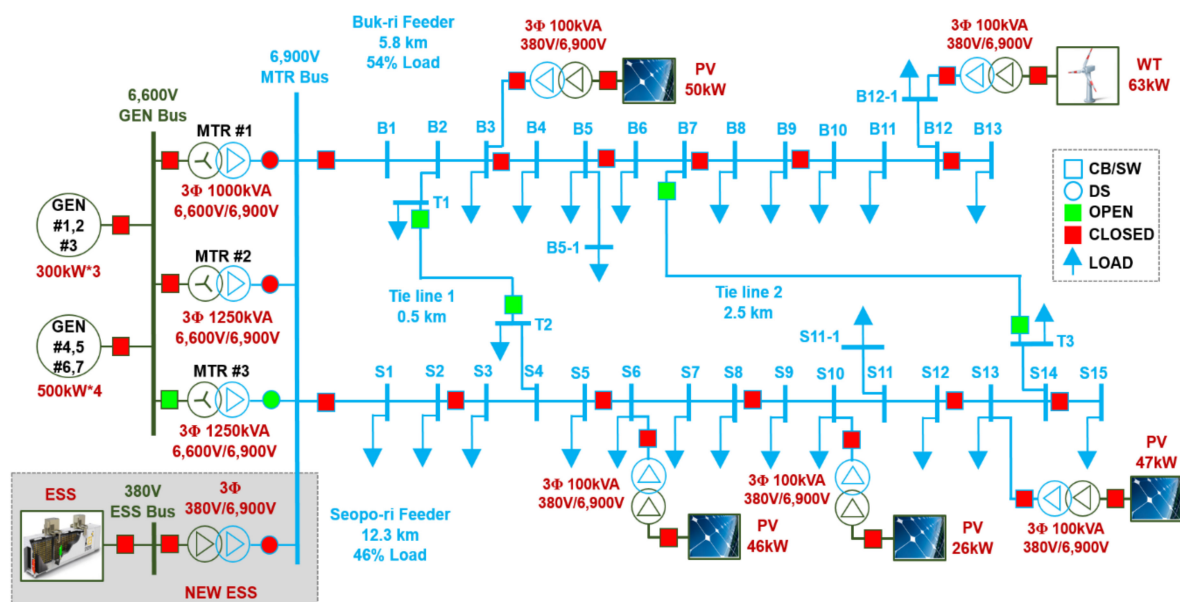 Buk-ri Feeder
5.8 km
54% Load
3Φ 100kVA
380V/6,900V
PV
50kW
3Φ 100kVA
380V/6,900V
WT
63kW
6,900V
MTR Bus
6,600V
GEN Bus
MTR #1
3Φ 1000kVA
6,600V/6,900V
B1
B2
B3
B4
B5
B6
B7
B8
B9
B10
B11
B12-1
B12
B13
CB/SW
DS
OPEN
CLOSED
LOAD
GEN
#1,2
#3
300kW*3
T1
B5-1
MTR #2
3Φ 1250kVA
6,600V/6,900V
Tie line 1
0.5 km
Tie line 2
2.5 km
GEN
#4,5
#6,7
500kW*4
T2
S11-1
T3
MTR #3
3Φ 1250kVA
6,600V/6,900V
S1
S2
S3
S4
S5
S6
S7
S8
S9
S10
S11
S12
S13
S14
S15
ESS
380V
ESS Bus
3Φ
380V/6,900V
NEW ESS
Seopo-ri Feeder
12.3 km
46% Load
3Φ 100kVA
380V/6,900V
PV
46kW
3Φ 100kVA
380V/6,900V
PV
26kW
PV
47kW
3Φ 100kVA
380V/6,900V